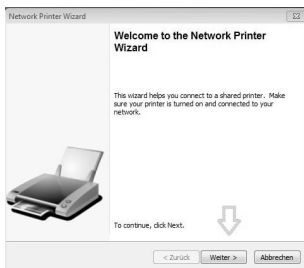 Network Printer Wizard
Welcome to the Network Printer
Wizard
This wizard helps you connect to a shared printer. Make
sure your printer is turned on and connected to your
network.
To continue, click Next.
< Zurück Weiter > Abbrechen